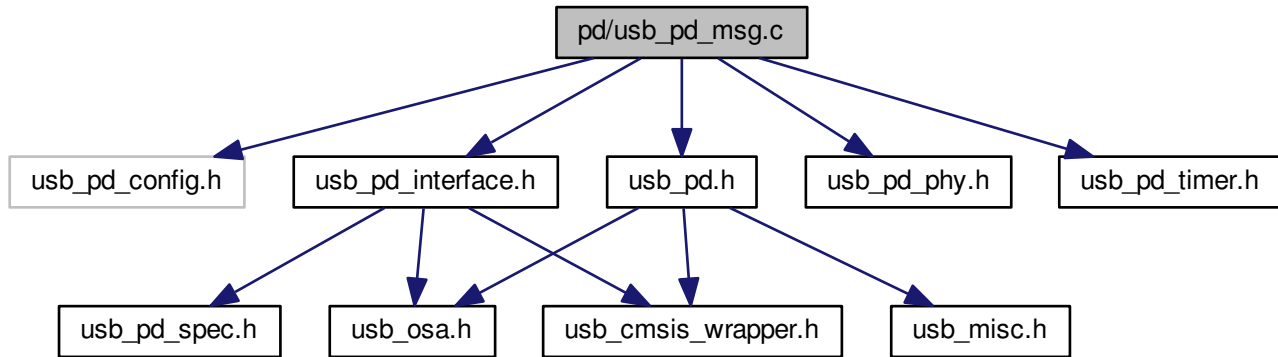 pd/usb_pd_msg.c
usb_pd_config.h
usb_pd_interface.h
usb_pd.h
usb_pd_phy.h
usb_pd_timer.h
usb_pd_spec.h
usb_osa.h
usb_cmsis_wrapper.h
usb_misc.h